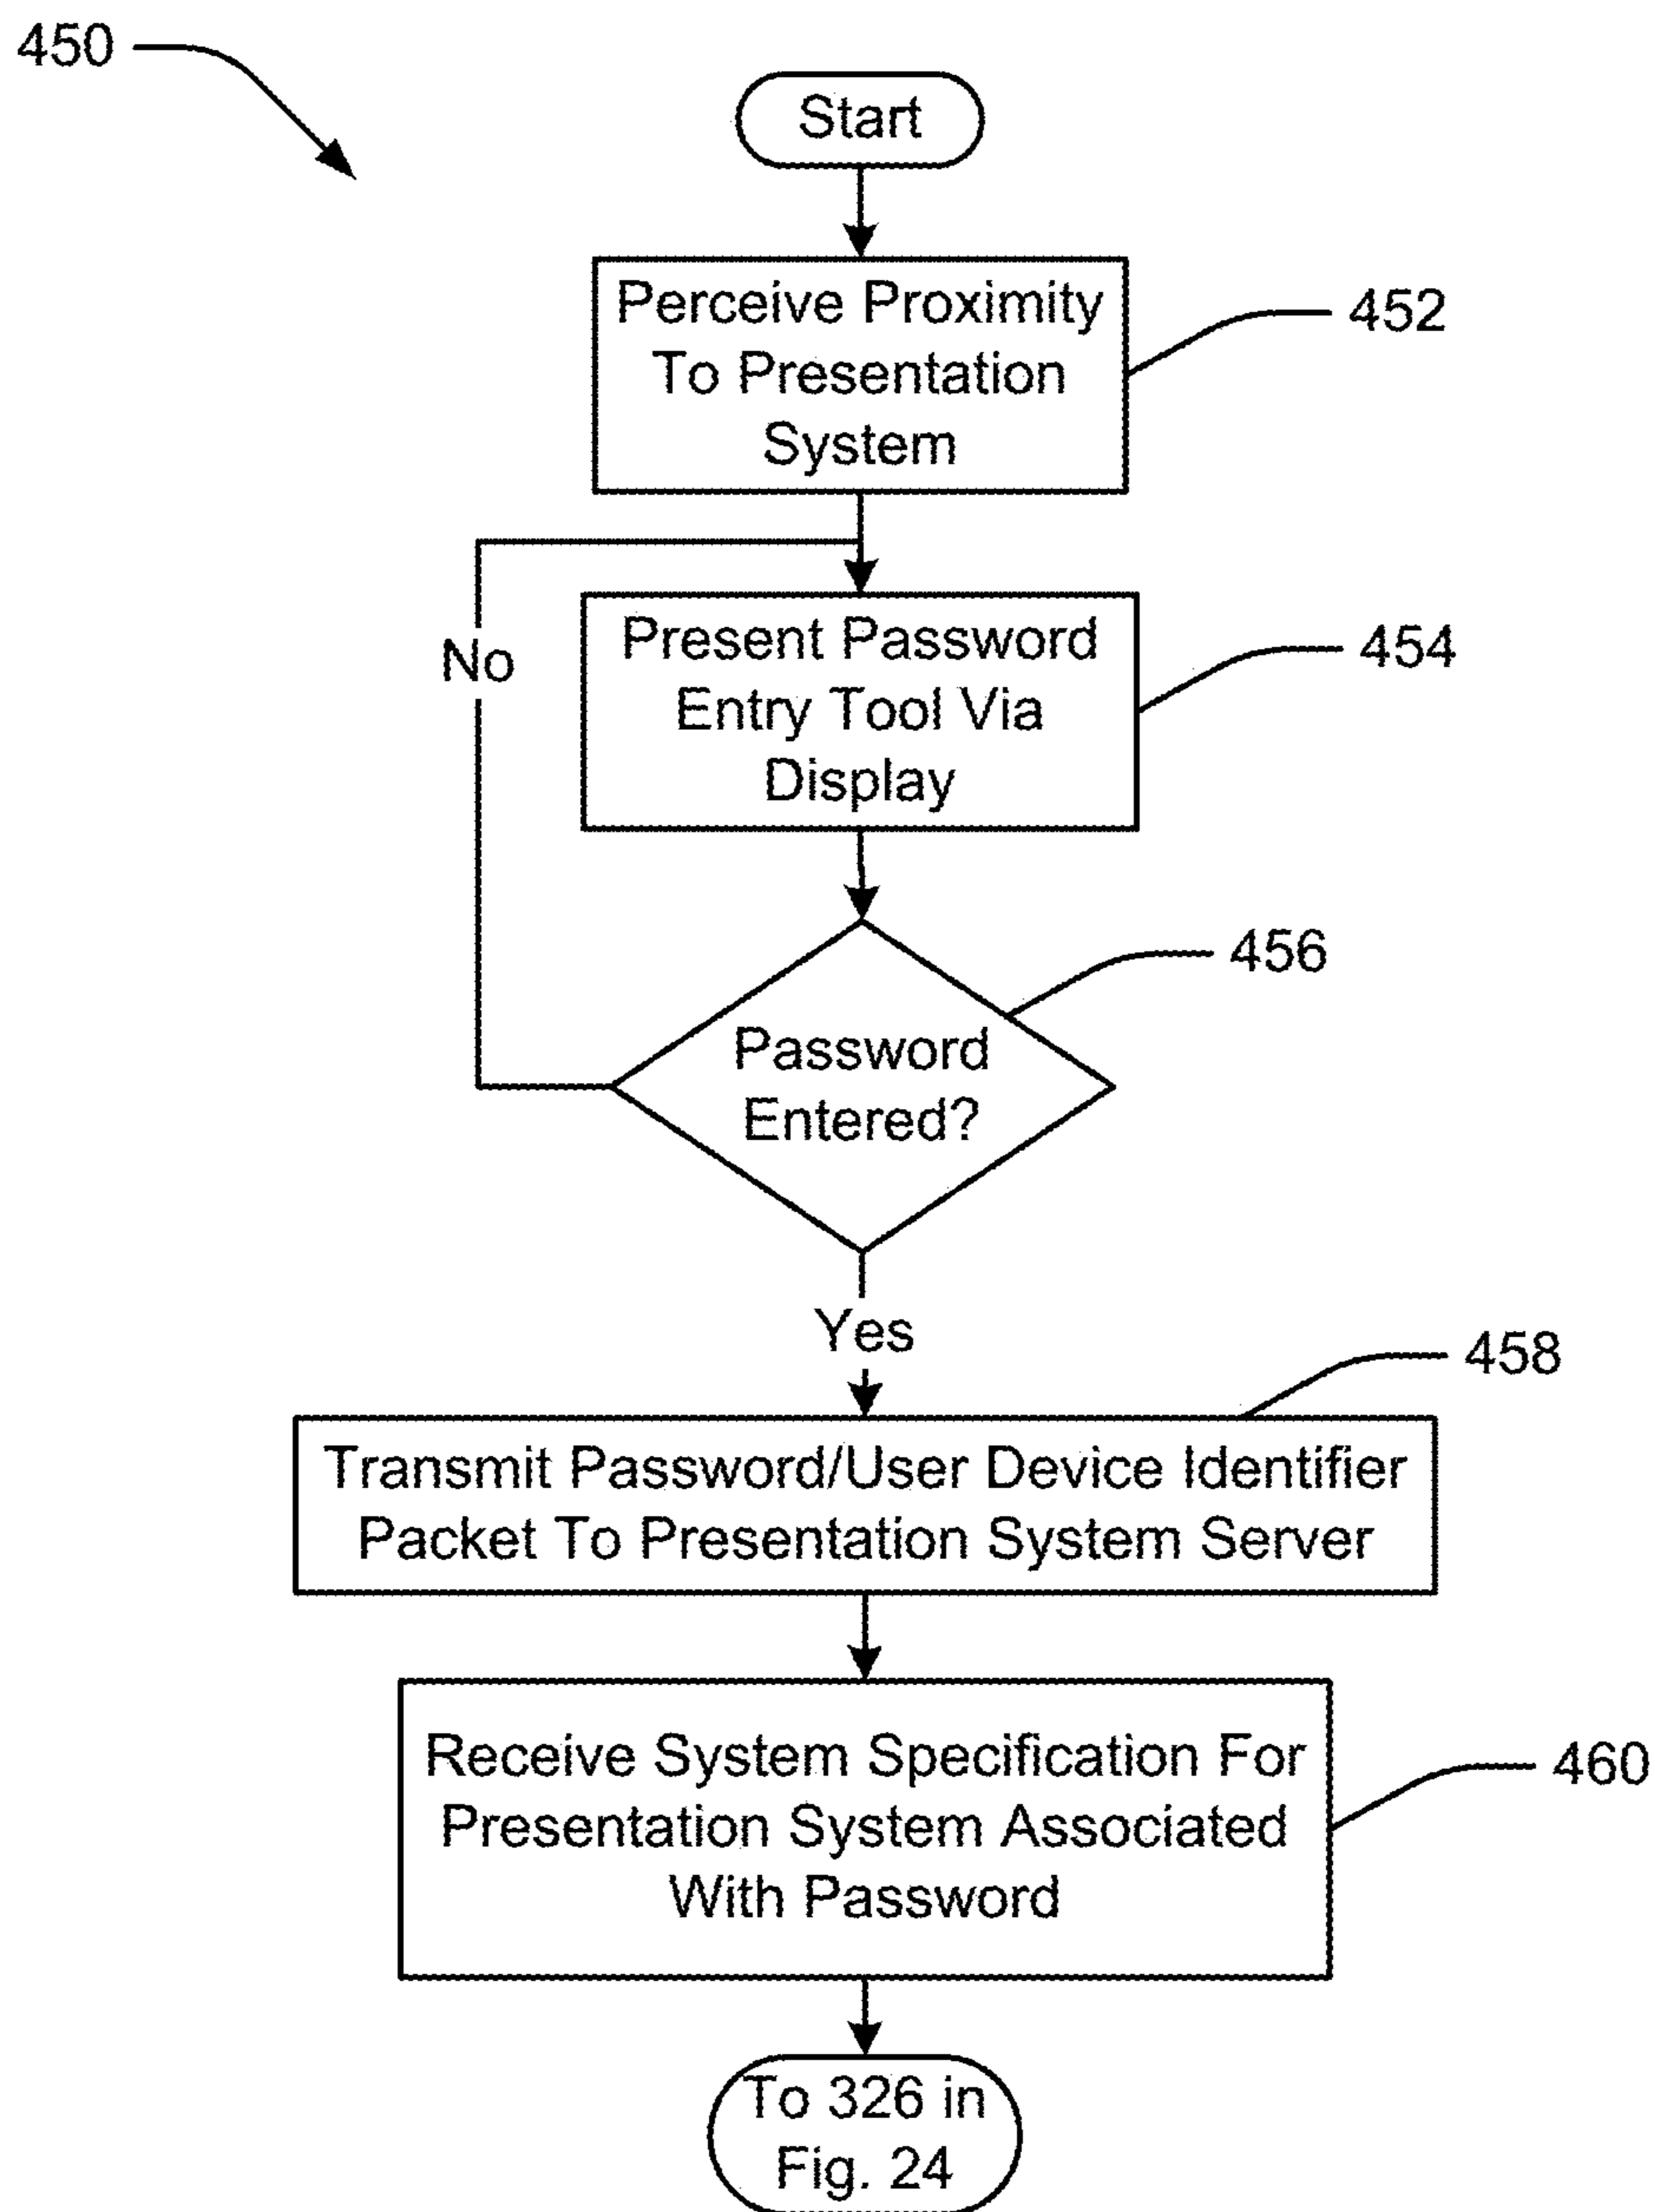 450
Start
Perceive Proximity
To Presentation
System
452
No
Present Password
Entry Tool Via
Display
454
Password
Entered?
456
Yes
458
Transmit Password/User Device Identifier
Packet To Presentation System Server
Receive System Specification For
Presentation System Associated
With Password
460
To 326 in
Fig. 24